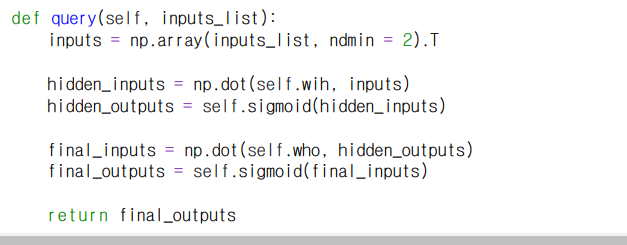 def query(self, inputs_list):
    inputs = np.array(inputs_list, ndmin = 2).T

    hidden_inputs = np.dot(self.wih, inputs)
    hidden_outputs = self.sigmoid(hidden_inputs)

    final_inputs = np.dot(self.who, hidden_outputs)
    final_outputs = self.sigmoid(final_inputs)

    return final_outputs